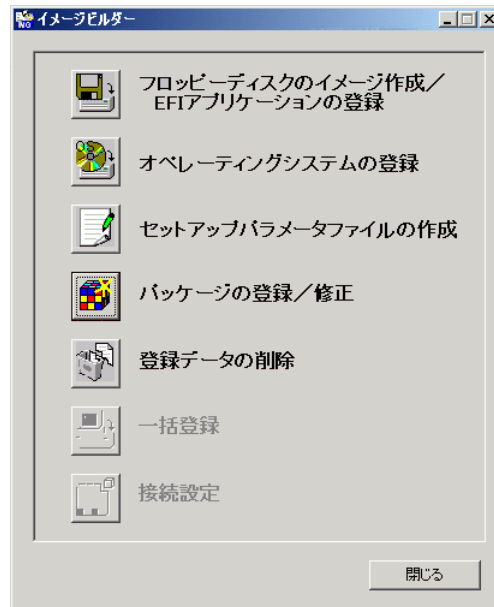 イメージビルダー
フロッピーディスクのイメージ作成／
EFIアプリケーションの登録
オペレーティングシステムの登録
セットアップパラメータファイルの作成
パッケージの登録／修正
登録データの削除
一括登録
接続設定
閉じる